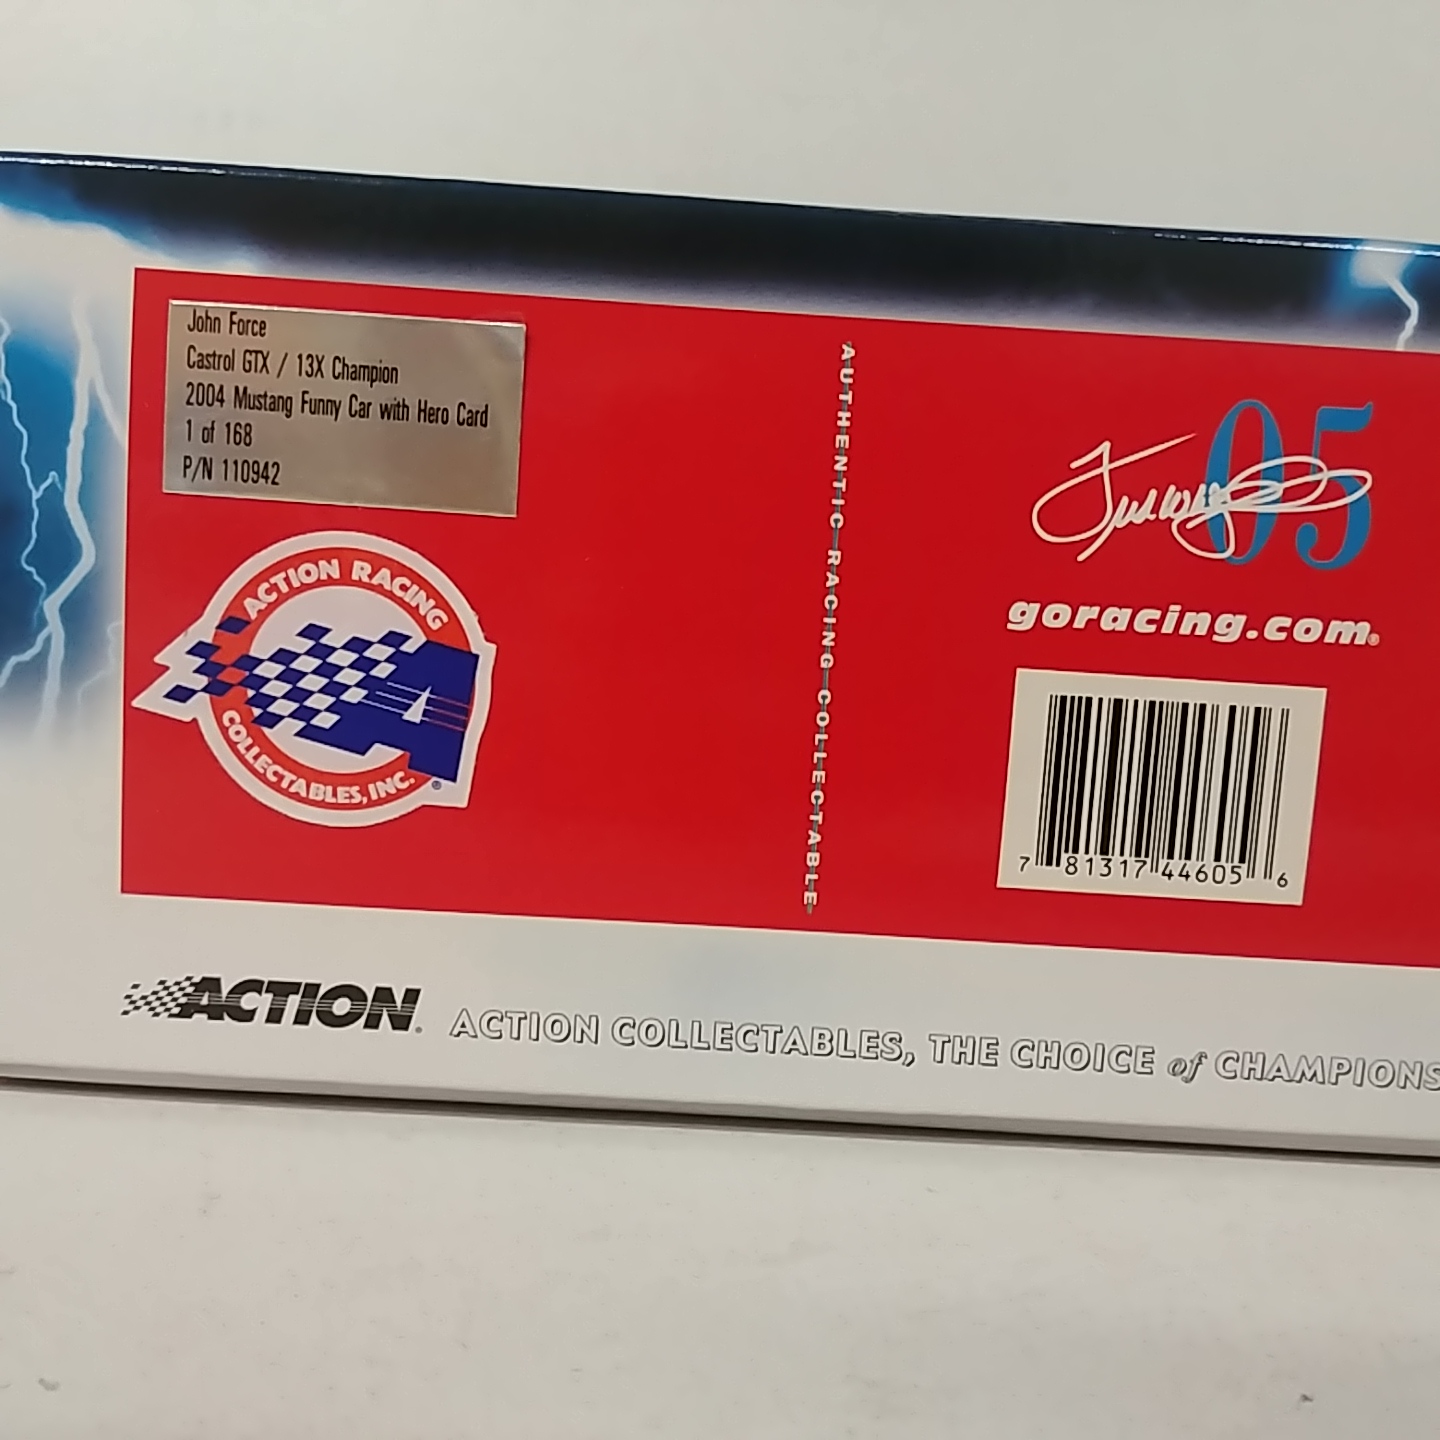 John Force
Castrol GTX / 13X Champion
2004 Mustang Funny Car with Hero Card
1 of 168
P/N 110942
ACTION RACING
COLLECTABLES, INC.
®
AUTHENTIC RACING COLLECTABLE
05
goracing.com®
7 81317 44605 6
ACTION®
ACTION COLLECTABLES, THE CHOICE of CHAMPIONS